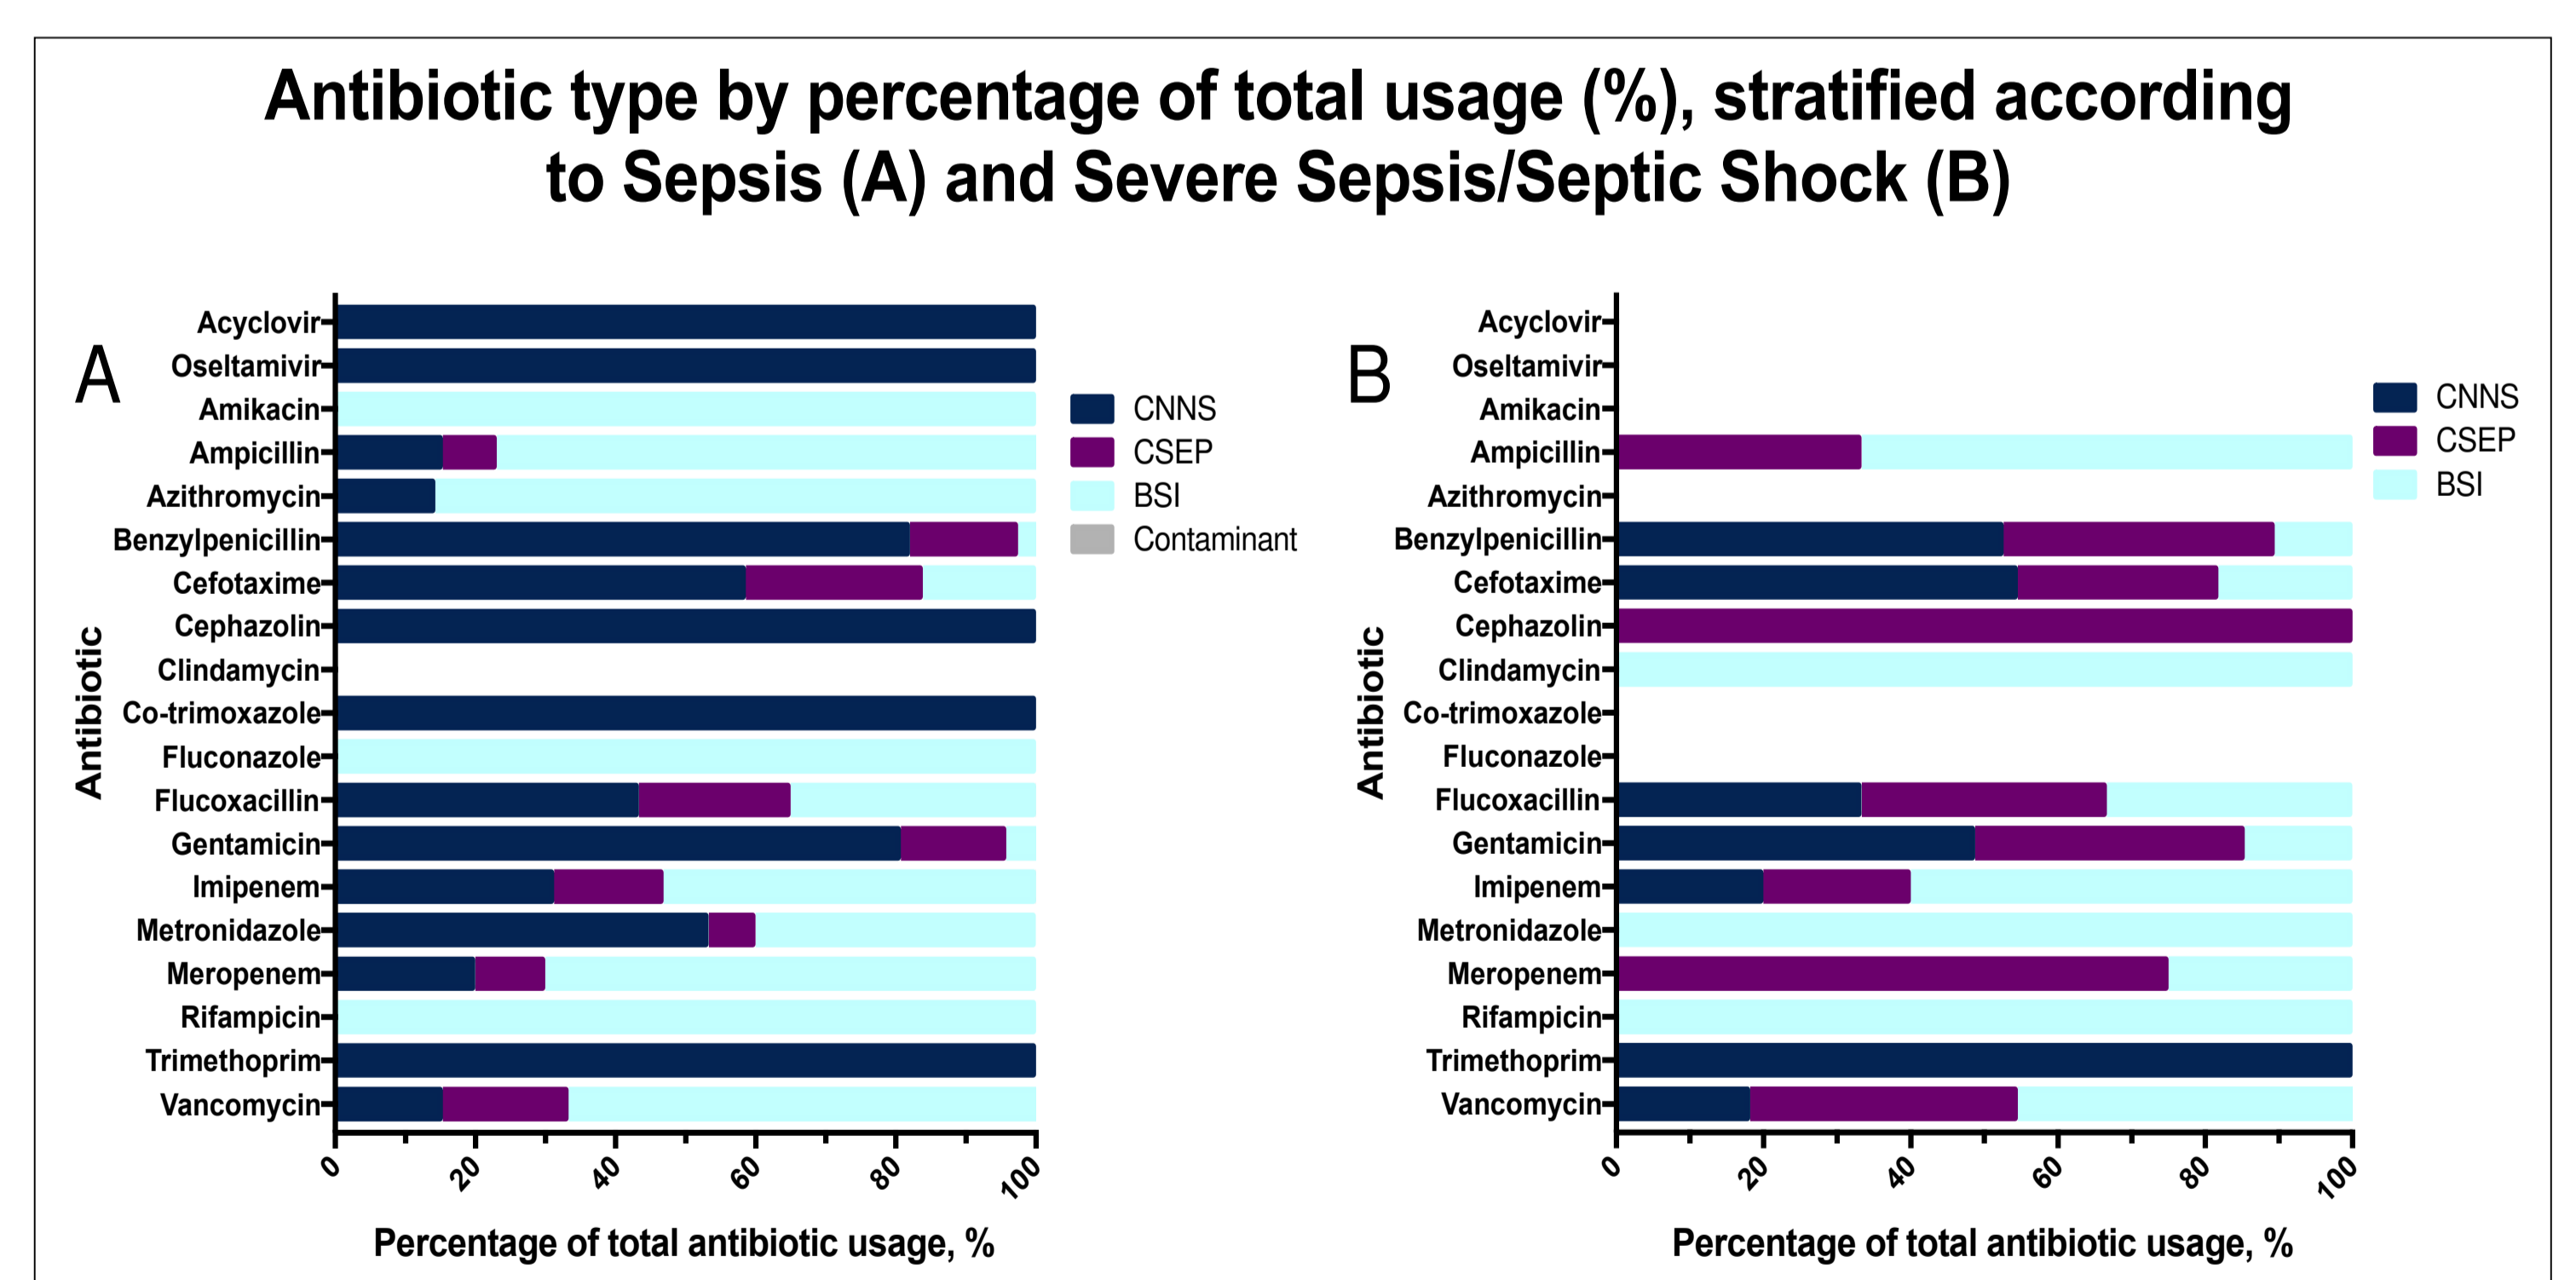 Antibiotic type by percentage of total usage (%), stratified according
to Sepsis (A) and Severe Sepsis/Septic Shock (B)
A
Antibiotic
Acyclovir
Oseltamivir
Amikacin
Ampicillin
Azithromycin
Benzylpenicillin
Cefotaxime
Cephazolin
Clindamycin
Co-trimoxazole
Fluconazole
Flucoxacillin
Gentamicin
Imipenem
Metronidazole
Meropenem
Rifampicin
Trimethoprim
Vancomycin
0 20 40 60 80 100
Percentage of total antibiotic usage, %
CNNS
CSEP
BSI
Contaminant
B
Antibiotic
Acyclovir
Oseltamivir
Amikacin
Ampicillin
Azithromycin
Benzylpenicillin
Cefotaxime
Cephazolin
Clindamycin
Co-trimoxazole
Fluconazole
Flucoxacillin
Gentamicin
Imipenem
Metronidazole
Meropenem
Rifampicin
Trimethoprim
Vancomycin
0 20 40 60 80 100
Percentage of total antibiotic usage, %
CNNS
CSEP
BSI